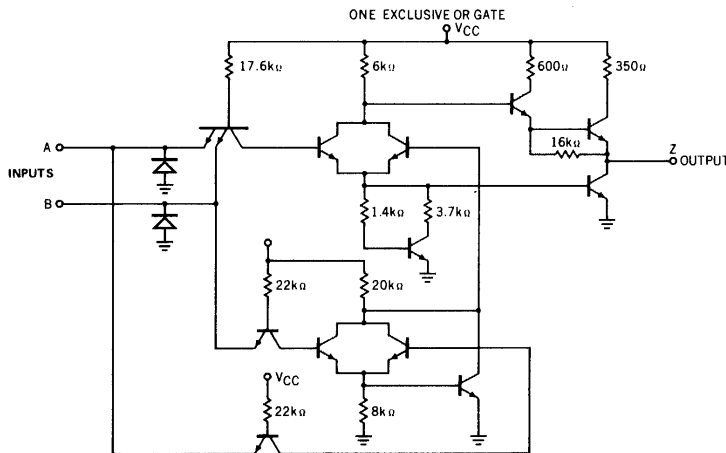 ONE EXCLUSIVE OR GATE
VCC
17.6kΩ
6kΩ
600Ω
350Ω
A
16kΩ
Z
OUTPUT
INPUTS
B
1.4kΩ
3.7kΩ
22kΩ
20kΩ
VCC
22kΩ
8kΩ